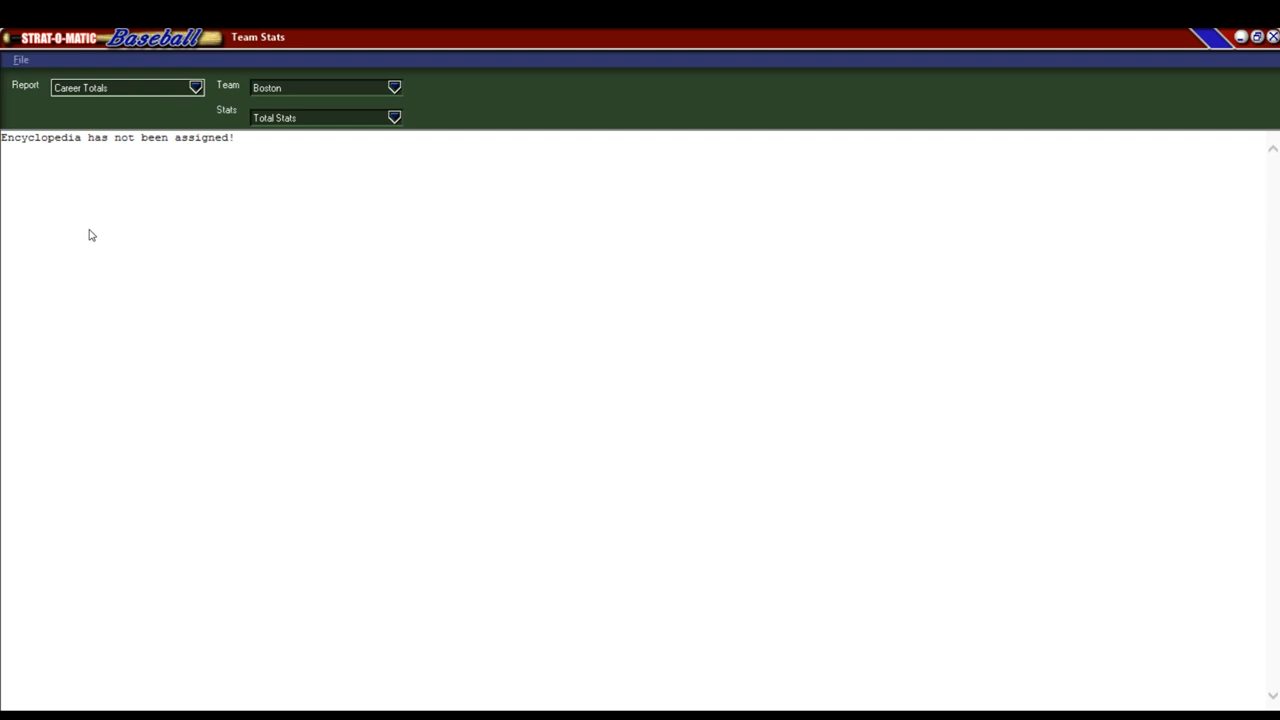 STRAT-O-MATIC Baseball Team Stats
File
Report Career Totals Team Boston
Stats Total Stats
Encyclopedia has not been assigned!